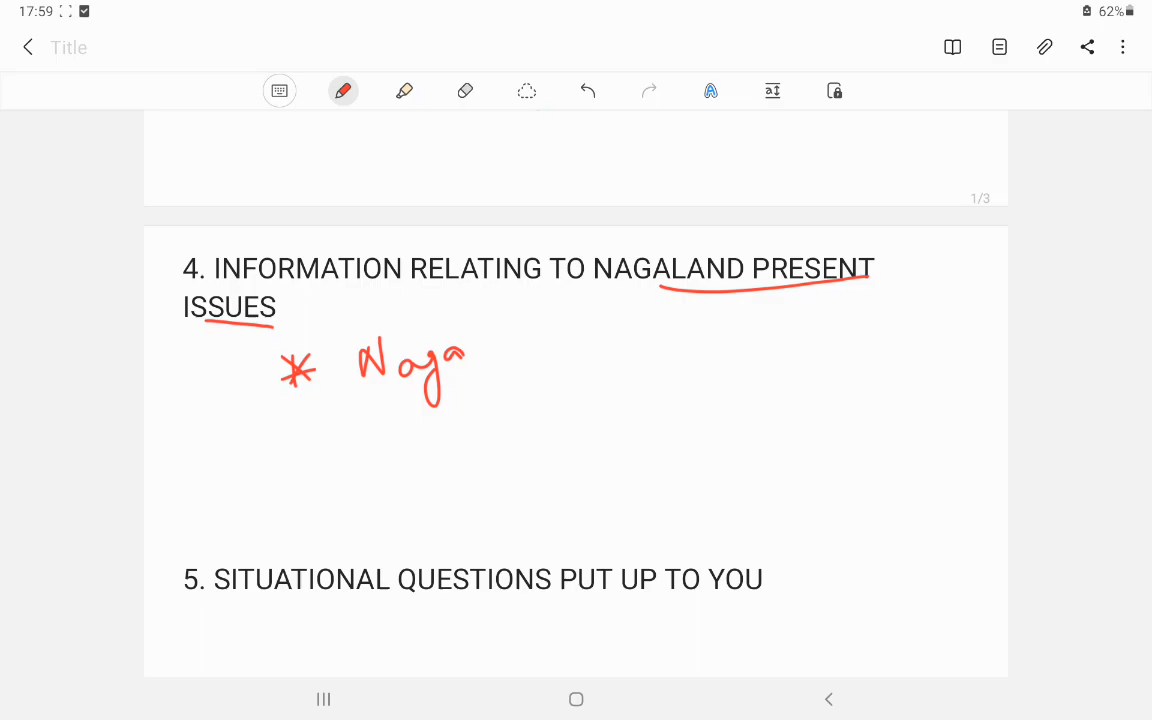 17:59
62%
Title
1/3
4. INFORMATION RELATING TO NAGALAND PRESENT
ISSUES
* Naga
5. SITUATIONAL QUESTIONS PUT UP TO YOU